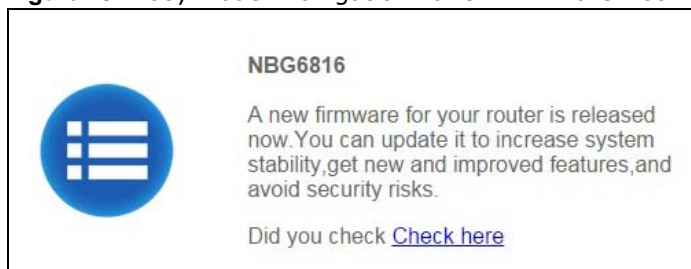 NBG6816
A new firmware for your router is released
now.You can update it to increase system
stability,get new and improved features,and
avoid security risks.
Did you check Check here